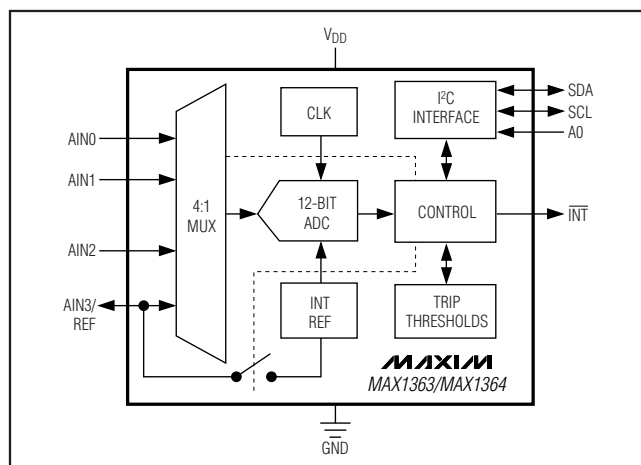 VDD
CLK
I²C
INTERFACE
SDA
SCL
A0
AIN0
AIN1
AIN2
AIN3/
REF
4:1
MUX
12-BIT
ADC
CONTROL
INT
INT
REF
TRIP
THRESHOLDS
MAXIM
MAX1363/MAX1364
GND